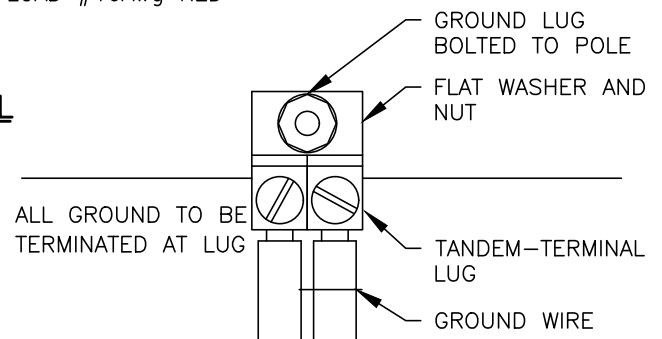 GROUND LUG
BOLTED TO POLE
FLAT WASHER AND
NUT
ALL GROUND TO BE
TERMINATED AT LUG
TANDEM-TERMINAL
LUG
GROUND WIRE